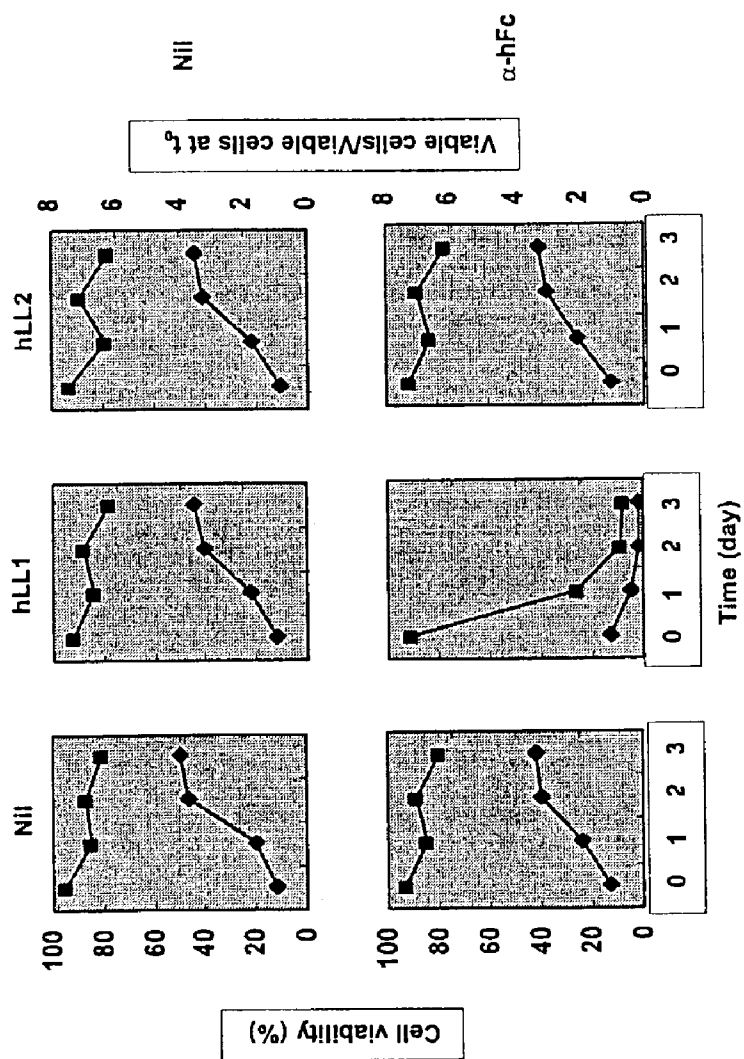 Nil
hLL1
hLL2
Cell viability (%)
100
80
60
40
20
0
8
6
4
2
0
Nil
Viable cells/Viable cells at t₀
100
80
60
40
20
0
8
6
4
2
0
α-hFc
0 1 2 3
0 1 2 3
0 1 2 3
Time (day)